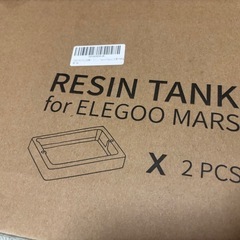 RESIN TANK
for ELEGOO MARS
X 2 PCS